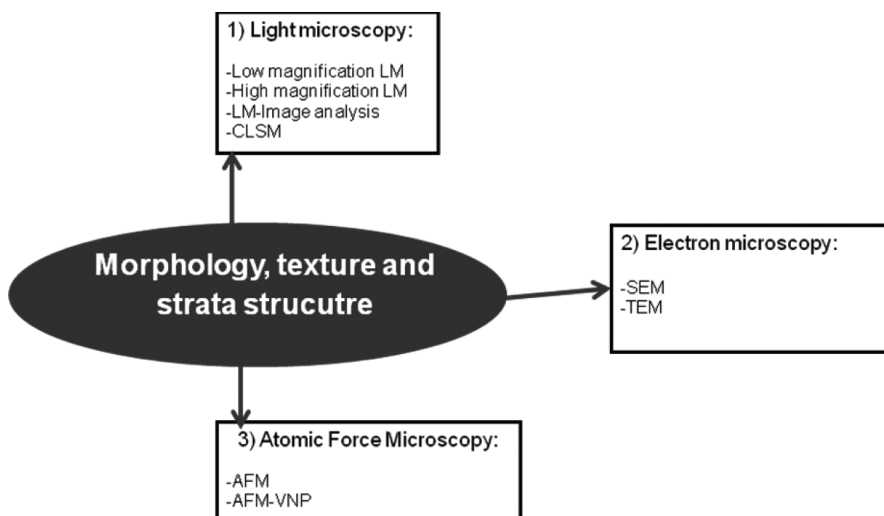 1) Light microscopy:
-Low magnification LM
-High magnification LM
-LM-Image analysis
-CLSM
Morphology, texture and
strata strucutre
2) Electron microscopy:
-SEM
-TEM
3) Atomic Force Microscopy:
-AFM
-AFM-VNP